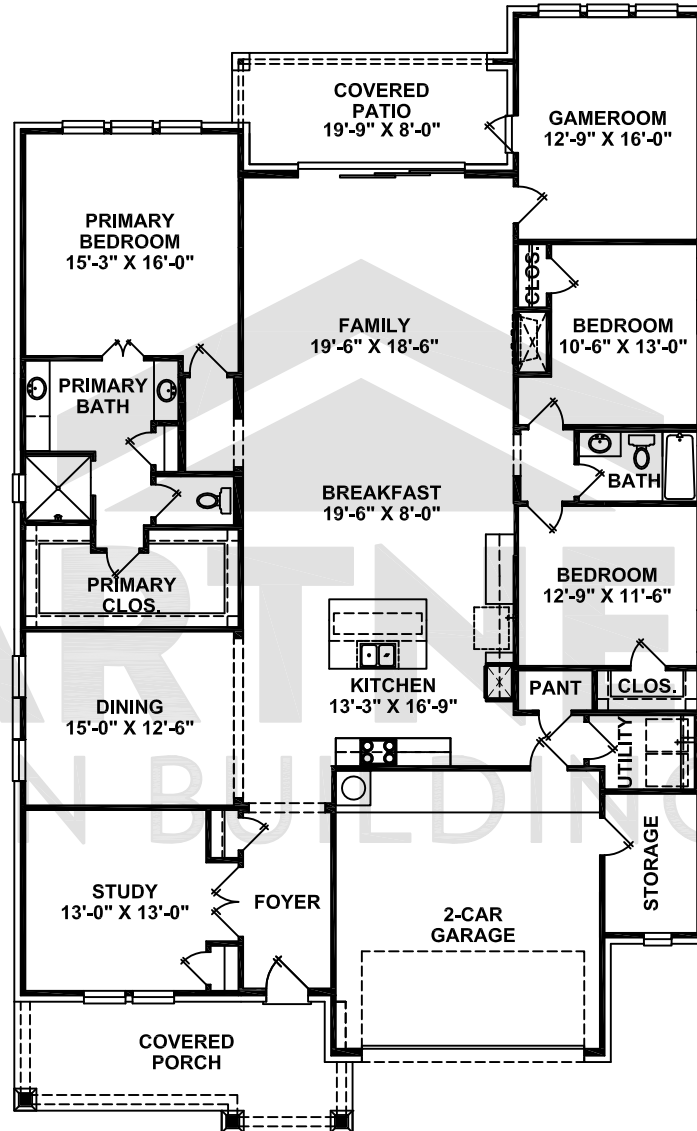 COVERED
PATIO
19'-9" X 8'-0"
GAMEROOM
12'-9" X 16'-0"
PRIMARY
BEDROOM
15'-3" X 16'-0"
CLOS.
FAMILY
19'-6" X 18'-6"
BEDROOM
10'-6" X 13'-0"
PRIMARY
BATH
BATH
BREAKFAST
19'-6" X 8'-0"
PRIMARY
CLOS.
BEDROOM
12'-9" X 11'-6"
KITCHEN
13'-3" X 16'-9"
PANT
CLOS.
DINING
15'-0" X 12'-6"
UTILITY
STUDY
13'-0" X 13'-0"
FOYER
2-CAR
GARAGE
STORAGE
COVERED
PORCH
ARTNE
N BUILDING